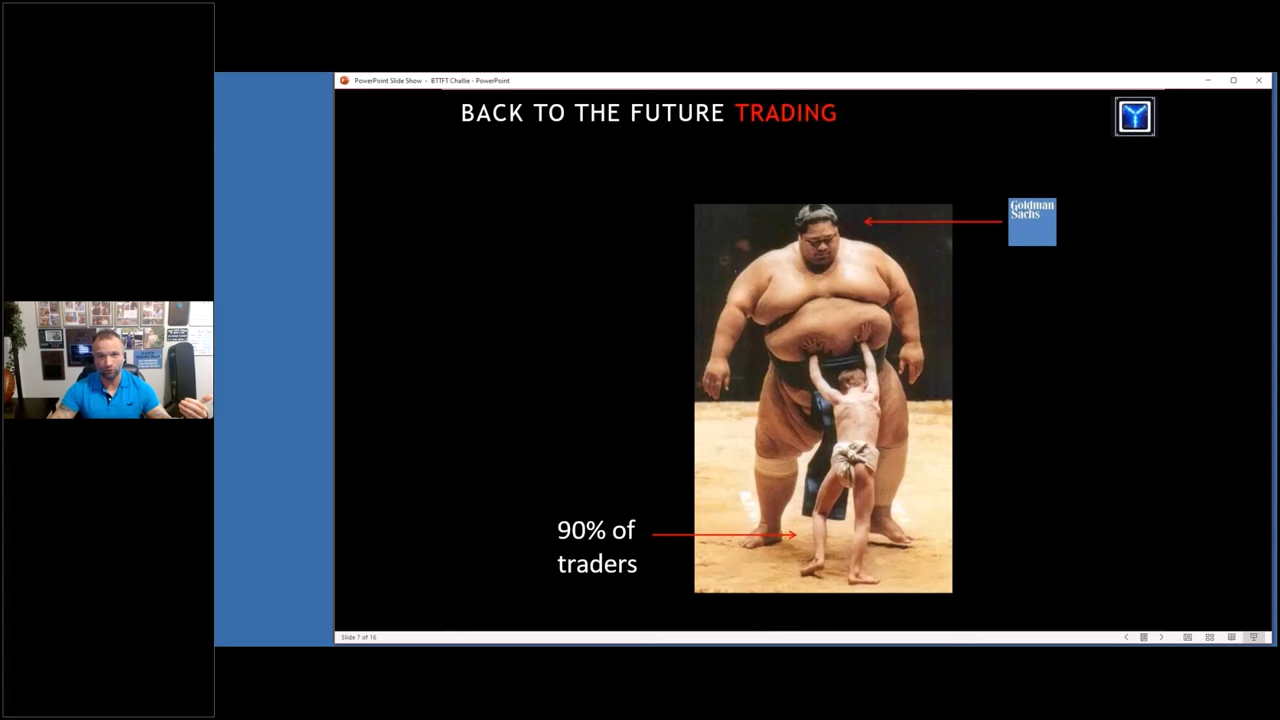 PowerPoint Slide Show - BTTFT Challie - PowerPoint
BACK TO THE FUTURE TRADING
Goldman
Sachs
90% of
traders
Slide 7 of 16